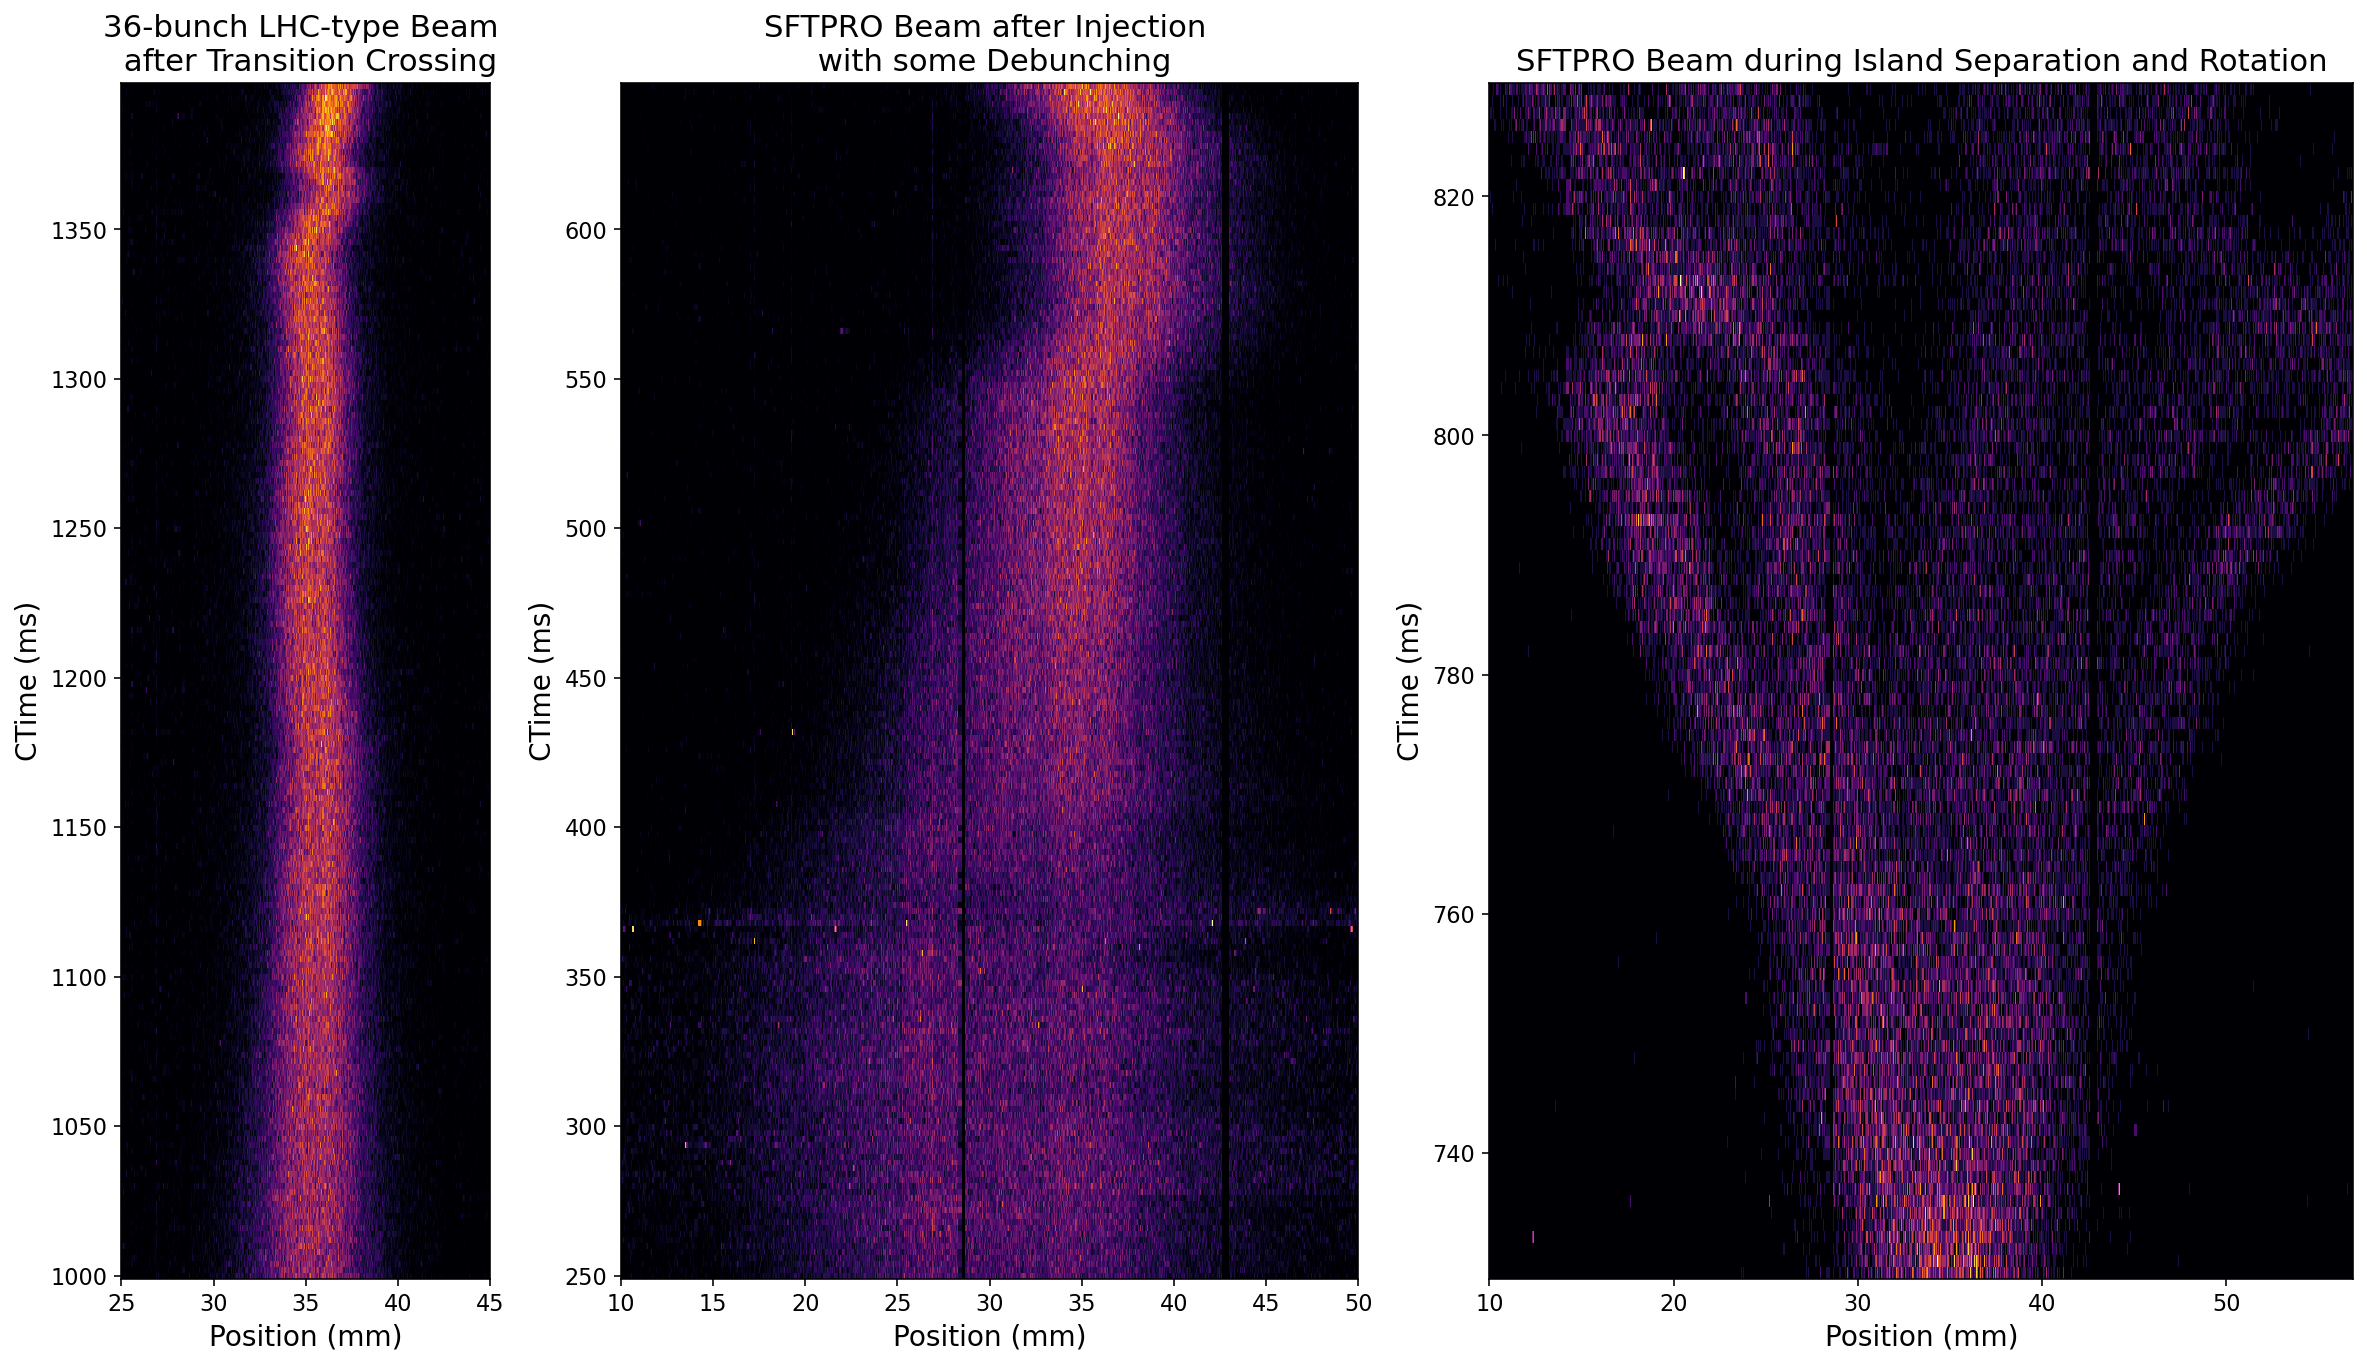 36-bunch LHC-type Beam
after Transition Crossing
CTime (ms)
1350
1300
1250
1200
1150
1100
1050
1000
25 30 35 40 45
Position (mm)
SFTPRO Beam after Injection
with some Debunching
CTime (ms)
600
550
500
450
400
350
300
250
10 15 20 25 30 35 40 45 50
Position (mm)
SFTPRO Beam during Island Separation and Rotation
CTime (ms)
820
800
780
760
740
10 20 30 40 50
Position (mm)